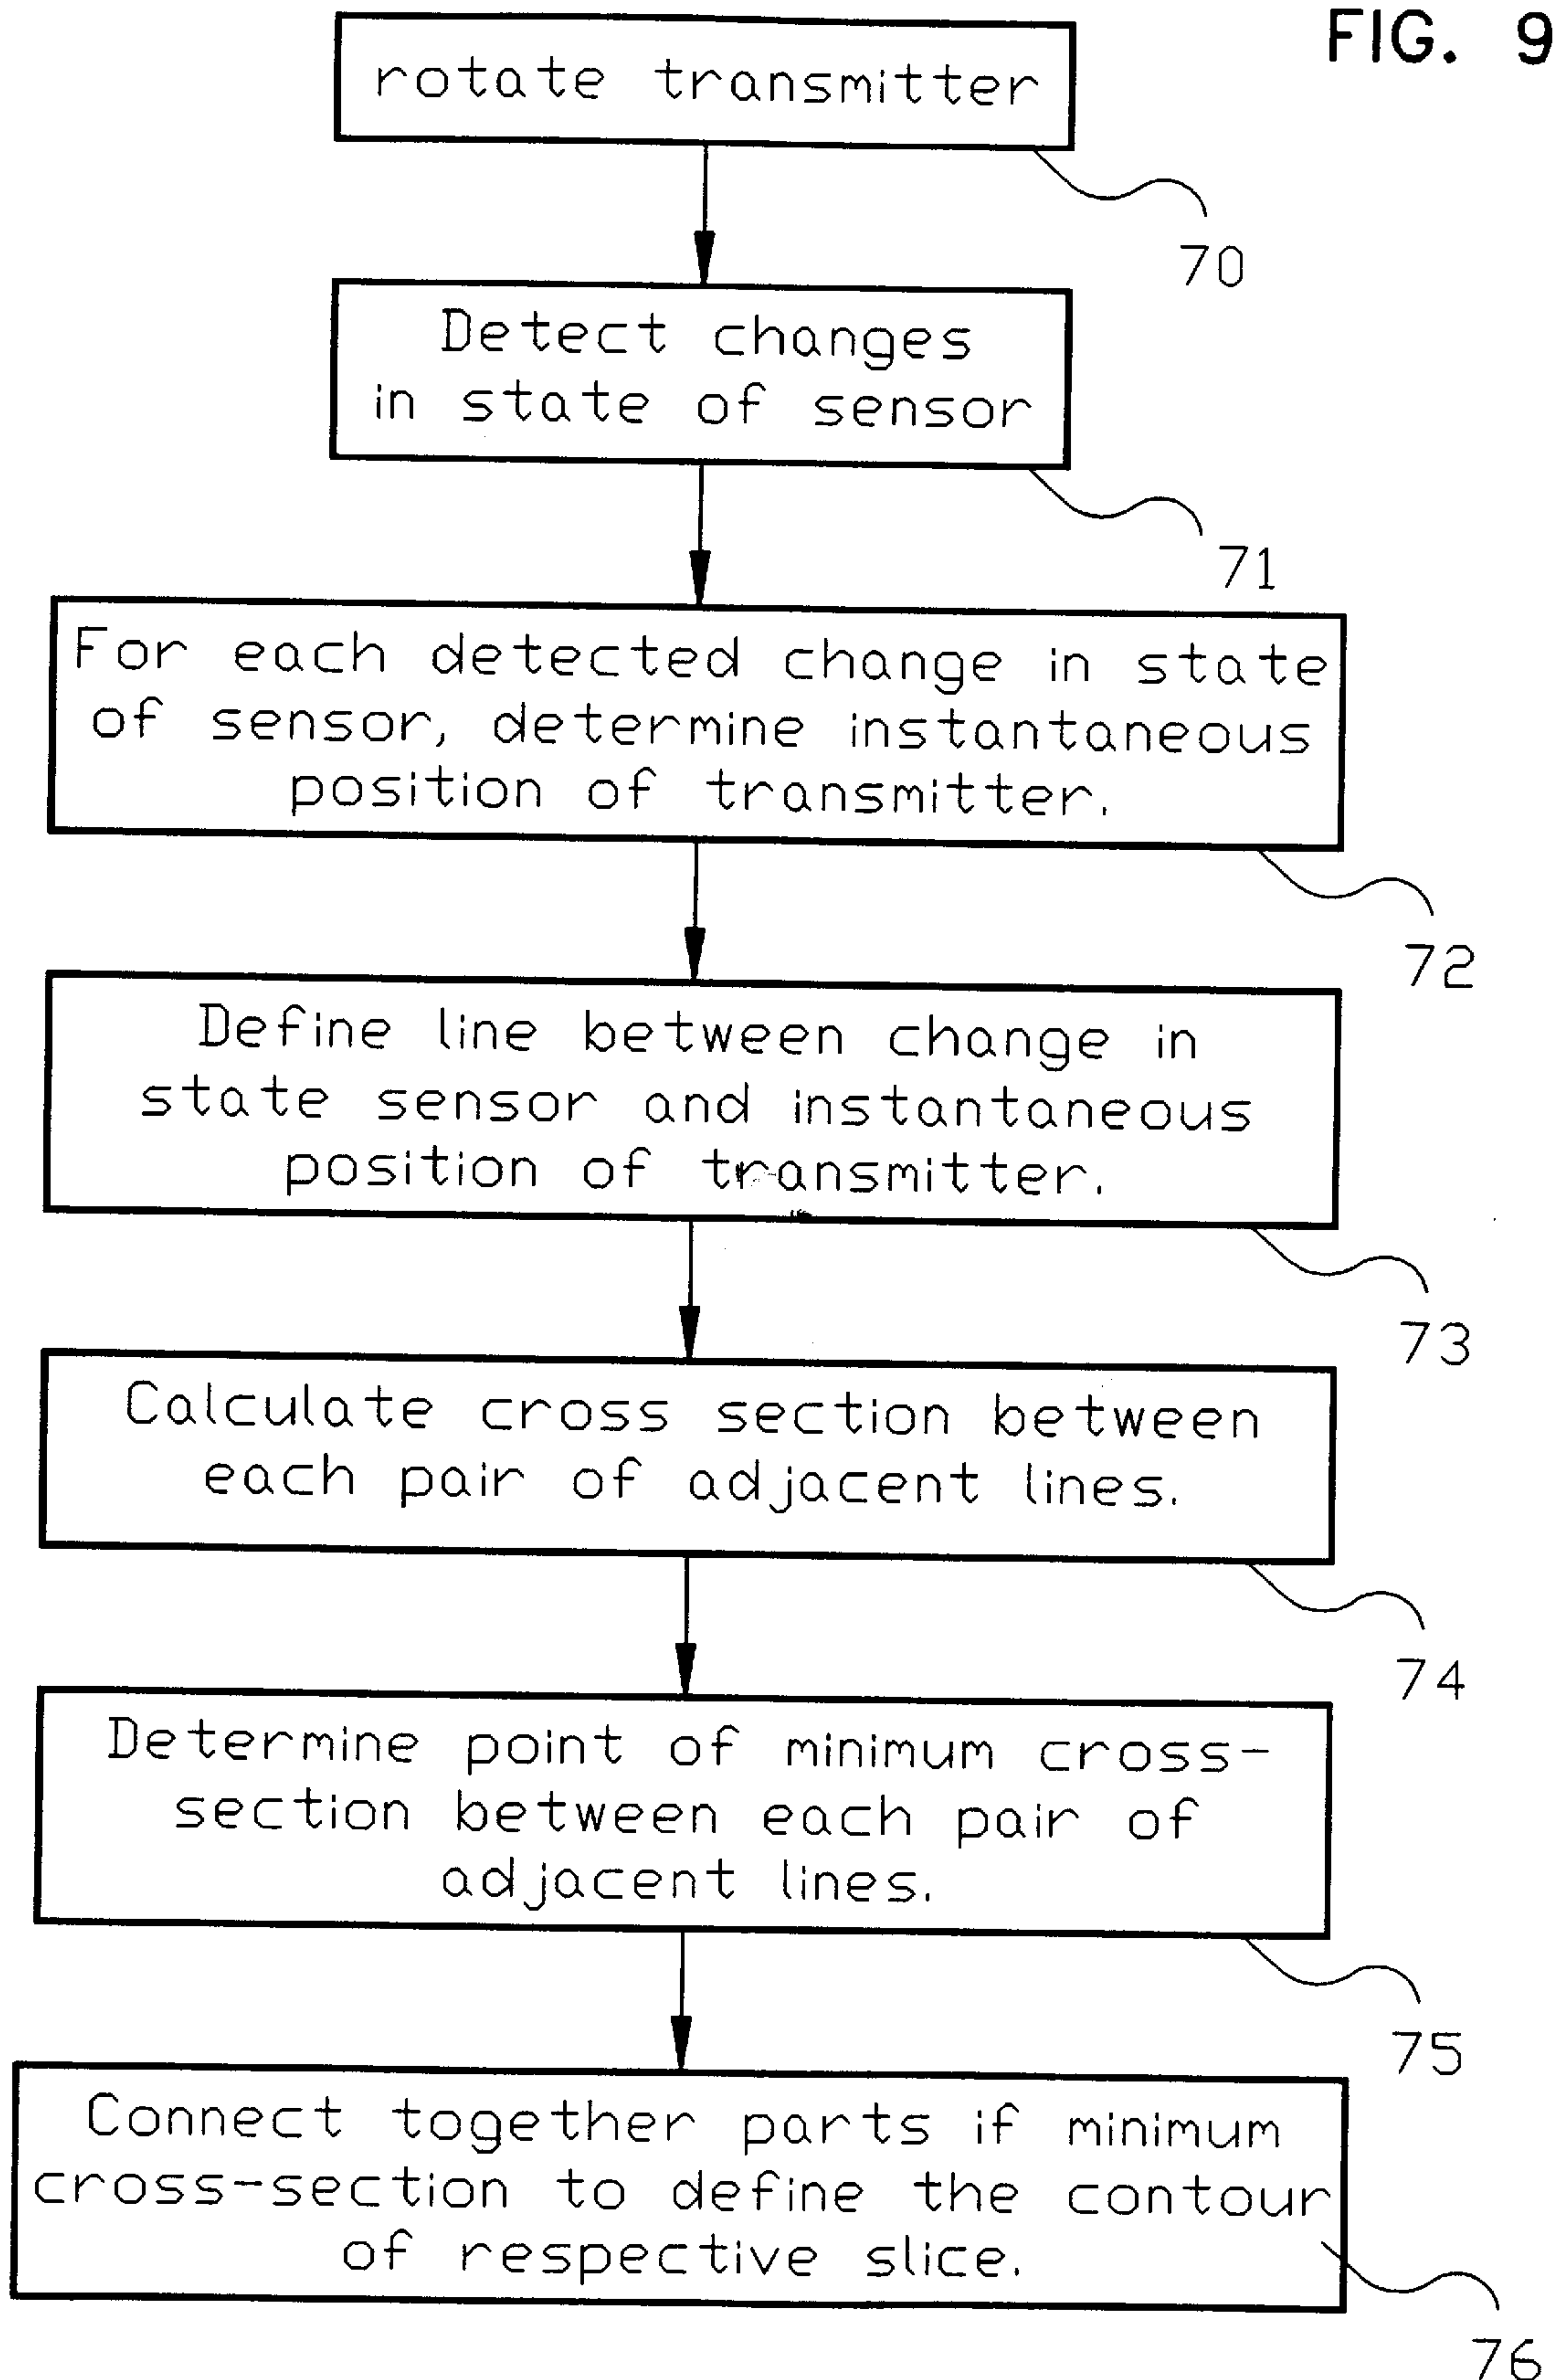 FIG. 9
rotate transmitter
70
Detect changes
in state of sensor
71
For each detected change in state
of sensor, determine instantaneous
position of transmitter.
72
Define line between change in
state sensor and instantaneous
position of transmitter.
73
Calculate cross section between
each pair of adjacent lines.
74
Determine point of minimum cross-
section between each pair of
adjacent lines.
75
Connect together parts if minimum
cross-section to define the contour
of respective slice.
76